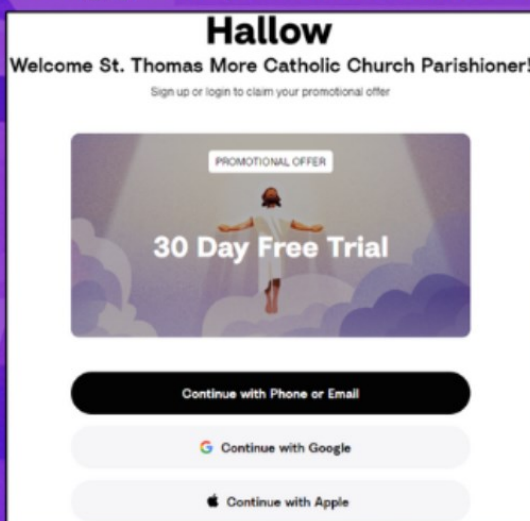 Hallow
Welcome St. Thomas More Catholic Church Parishioner!
Sign up or login to claim your promotional offer
PROMOTIONAL OFFER
30 Day Free Trial
Continue with Phone or Email
Continue with Google
Continue with Apple